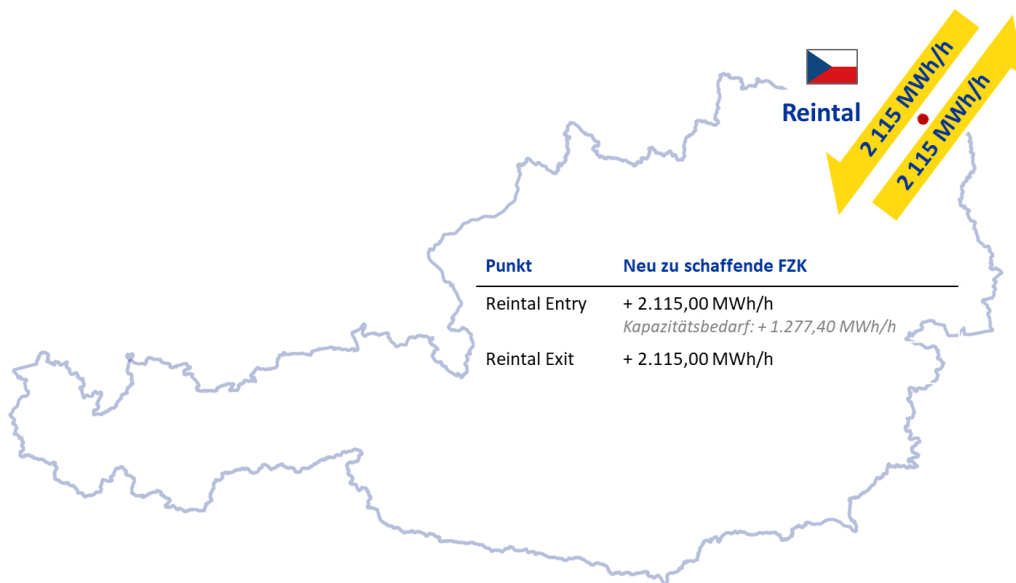 2 115 MWh/h
2 115 MWh/h
Reintal
Punkt Neu zu schaffende FZK
Reintal Entry + 2.115,00 MWh/h
Kapazitätsbedarf: + 1.277,40 MWh/h
Reintal Exit + 2.115,00 MWh/h